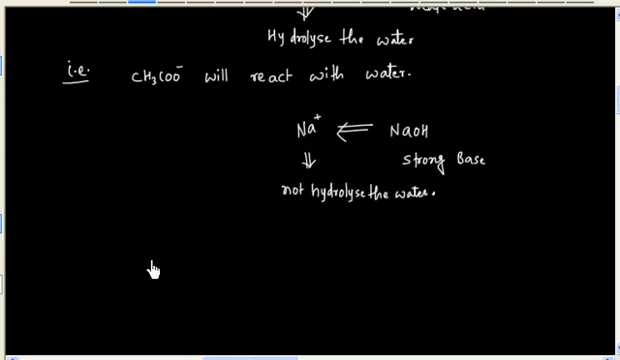 Hydrolyse the water
i.e. CH3COO⁻ will react with water.
Na⁺ ⇐ NaOH
⇓ Strong Base
not hydrolyse the water.